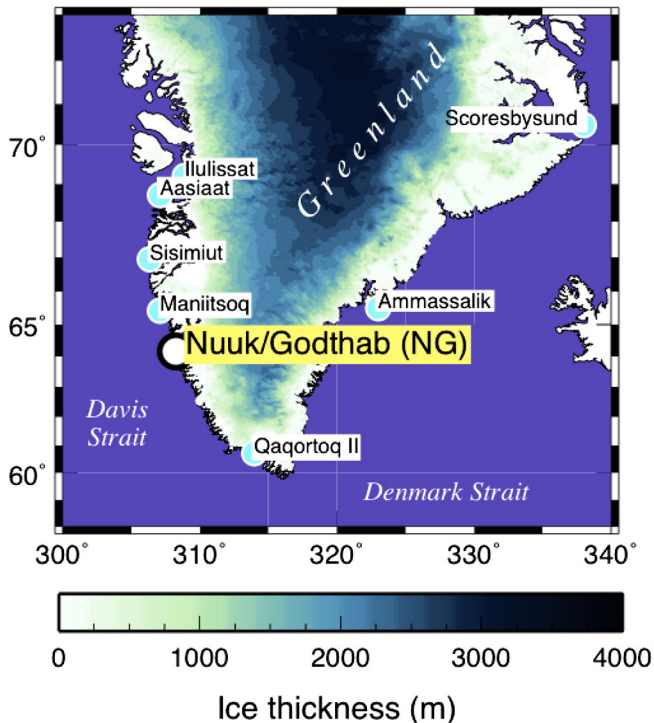 Greenland
Scoresbysund
70°
Ilulissat
Aasiaat
Sisimiut
Maniitsoq
Ammassalik
65°
Nuuk/Godthab (NG)
Davis
Strait
Qaqortoq II
60°
Denmark Strait
300° 310° 320° 330° 340°
0 1000 2000 3000 4000
Ice thickness (m)